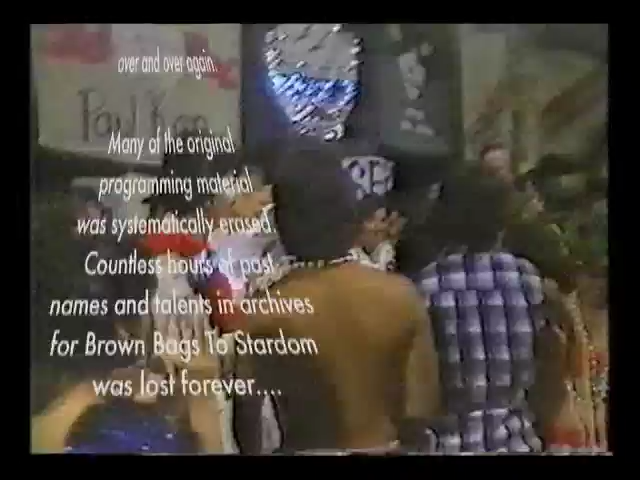 over and over again.
Many of the original
programming material
was systematically erased.
Countless hours of past
names and talents in archives
for Brown Bags To Stardom
was lost forever....